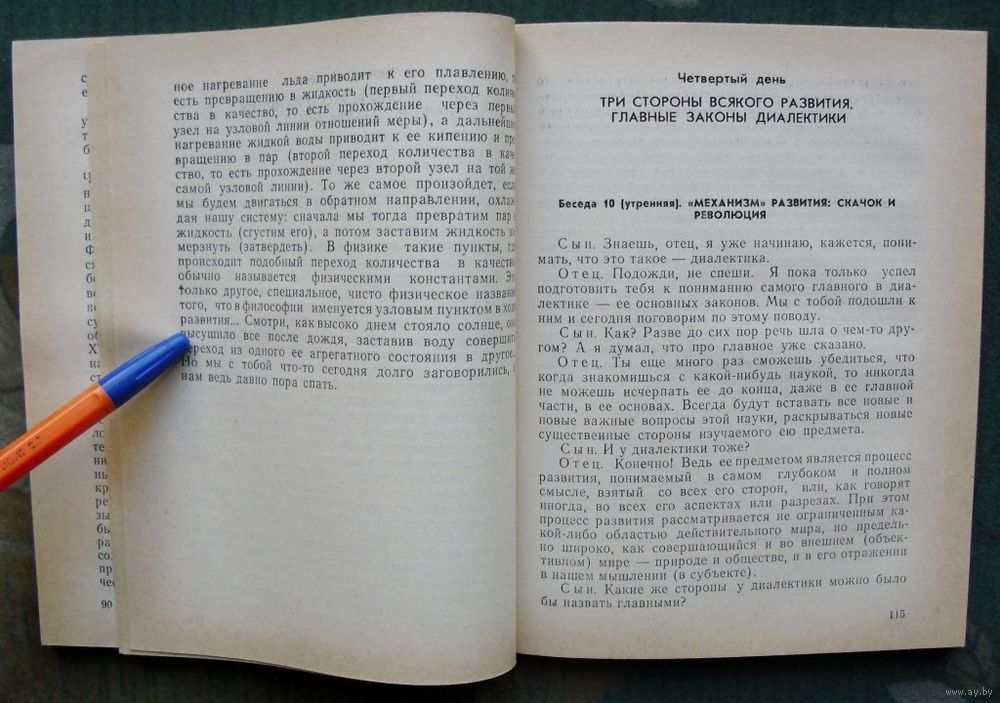 ное нагревание льда приводит к его плавлению,
есть превращению в жидкость (первый переход
ства в качество, то есть прохождение через
узел на узловой линии отношений меры), а
нагревание жидкой воды приводит к ее кипению и
вращению в пар (второй переход количества в
ство, то есть прохождение через второй узел на той
самой узловой линии). То же самое произойдет,
мы будем двигаться в обратном направлении,
дая нашу систему: сначала мы тогда превратим пар
жидкость (сгустим его), а потом заставим жидкость
мерзнуть (затвердеть). В физике такие пункты,
происходит подобный переход количества в
обычно называется физическими константами.
только другое, специальное, чисто физическое
того, что в философии именуется узловым пунктом в
развития... Смотри, как высоко днем стояло солнце,
высушило все после дождя, заставив воду
переход из одного ее агрегатного состояния в другое.
Но мы с тобой что-то сегодня долго заговорились,
нам ведь давно пора спать.
90
Четвертый день
ТРИ СТОРОНЫ ВСЯКОГО РАЗВИТИЯ.
ГЛАВНЫЕ ЗАКОНЫ ДИАЛЕКТИКИ
Беседа 10 (утренняя). «МЕХАНИЗМ» РАЗВИТИЯ: СКАЧОК И
РЕВОЛЮЦИЯ
Сын. Знаешь, отец, я уже начинаю, кажется, пони-
мать, что это такое — диалектика.
Отец. Подожди, не спеши. Я пока только успел
подготовить тебя к пониманию самого главного в диа-
лектике — ее основных законов. Мы с тобой подошли к
ним и сегодня поговорим по этому поводу.
Сын. Как? Разве до сих пор речь шла о чем-то дру-
гом? А я думал, что про главное уже сказано.
Отец. Ты еще много раз сможешь убедиться, что
когда знакомишься с какой-нибудь наукой, то никогда
не можешь исчерпать ее до конца, даже в ее главной
части, в ее основах. Всегда будут вставать все новые и
новые важные вопросы этой науки, раскрываться новые
существенные стороны изучаемого ею предмета.
Сын. И у диалектики тоже?
Отец. Конечно! Ведь ее предметом является процесс
развития, понимаемый в самом глубоком и полном
смысле, взятый со всех его сторон, или, как говорят
иногда, во всех его аспектах или разрезах. При этом
процесс развития рассматривается не ограниченным ка-
кой-либо областью действительного мира, но предель-
но широко, как совершающийся и во внешнем (объек-
тивном) мире — природе и обществе, и в его отражении
в нашем мышлении (в субъекте).
Сын. Какие же стороны у диалектики можно было
бы назвать главными?
115
www.ay.by